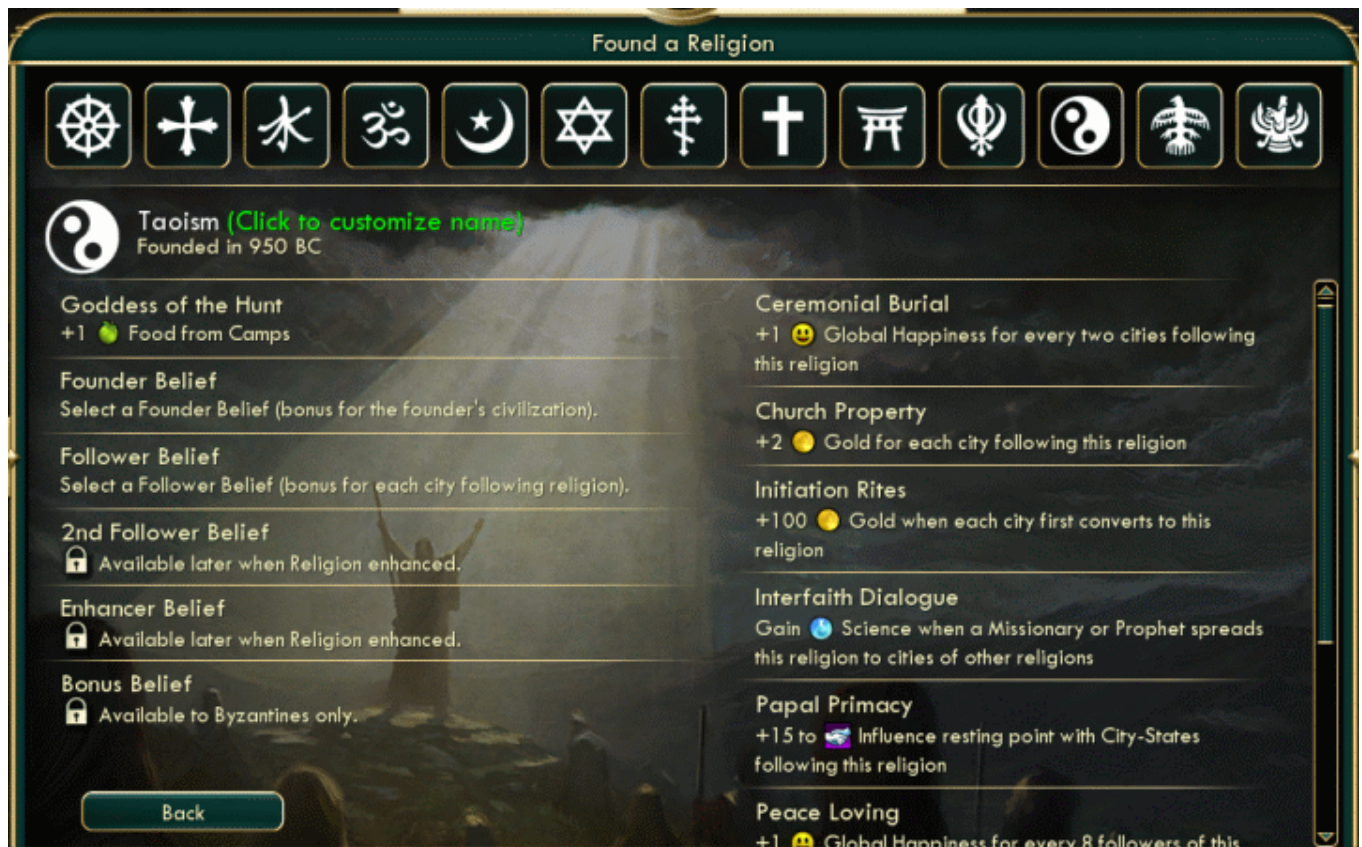 Found a Religion
Taoism (Click to customize name)
Founded in 950 BC
Goddess of the Hunt
+1 Food from Camps
Founder Belief
Select a Founder Belief (bonus for the founder's civilization).
Follower Belief
Select a Follower Belief (bonus for each city following religion).
2nd Follower Belief
Available later when Religion enhanced.
Enhancer Belief
Available later when Religion enhanced.
Bonus Belief
Available to Byzantines only.
Back
Ceremonial Burial
+1 Global Happiness for every two cities following
this religion
Church Property
+2 Gold for each city following this religion
Initiation Rites
+100 Gold when each city first converts to this
religion
Interfaith Dialogue
Gain Science when a Missionary or Prophet spreads
this religion to cities of other religions
Papal Primacy
+15 to Influence resting point with City-States
following this religion
Peace Loving
+1 Global Happiness for every 8 followers of this